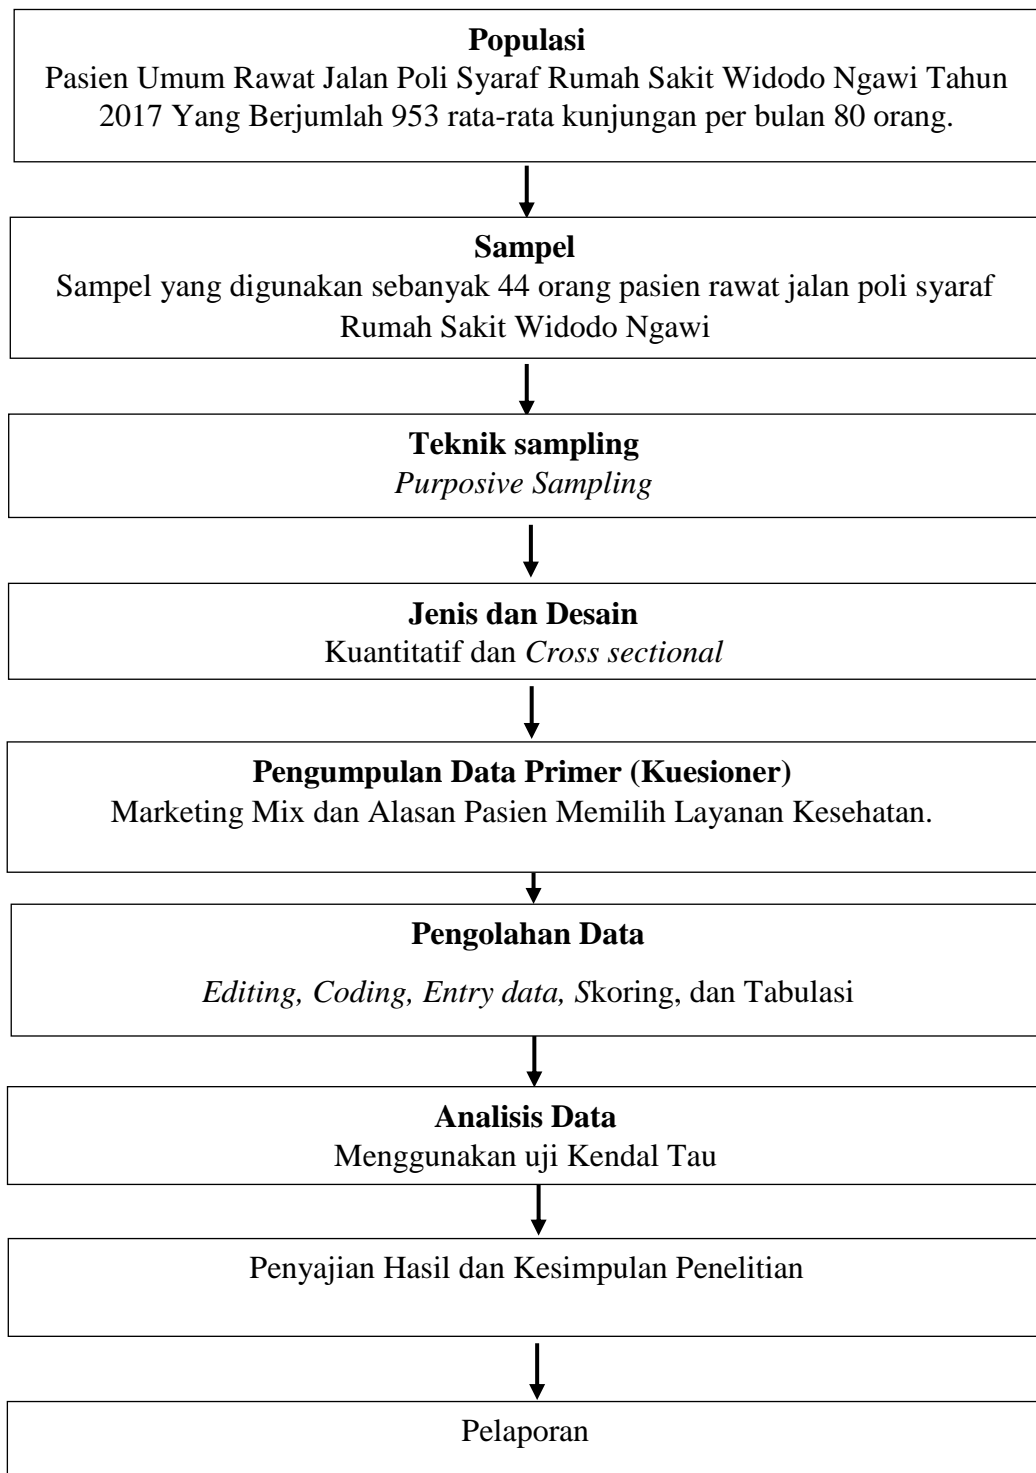 Populasi
Pasien Umum Rawat Jalan Poli Syaraf Rumah Sakit Widodo Ngawi Tahun
2017 Yang Berjumlah 953 rata-rata kunjungan per bulan 80 orang.
Sampel
Sampel yang digunakan sebanyak 44 orang pasien rawat jalan poli syaraf
Rumah Sakit Widodo Ngawi
Teknik sampling
Purposive Sampling
Jenis dan Desain
Kuantitatif dan Cross sectional
Pengumpulan Data Primer (Kuesioner)
Marketing Mix dan Alasan Pasien Memilih Layanan Kesehatan.
Pengolahan Data
Editing, Coding, Entry data, Skoring, dan Tabulasi
Analisis Data
Menggunakan uji Kendal Tau
Penyajian Hasil dan Kesimpulan Penelitian
Pelaporan